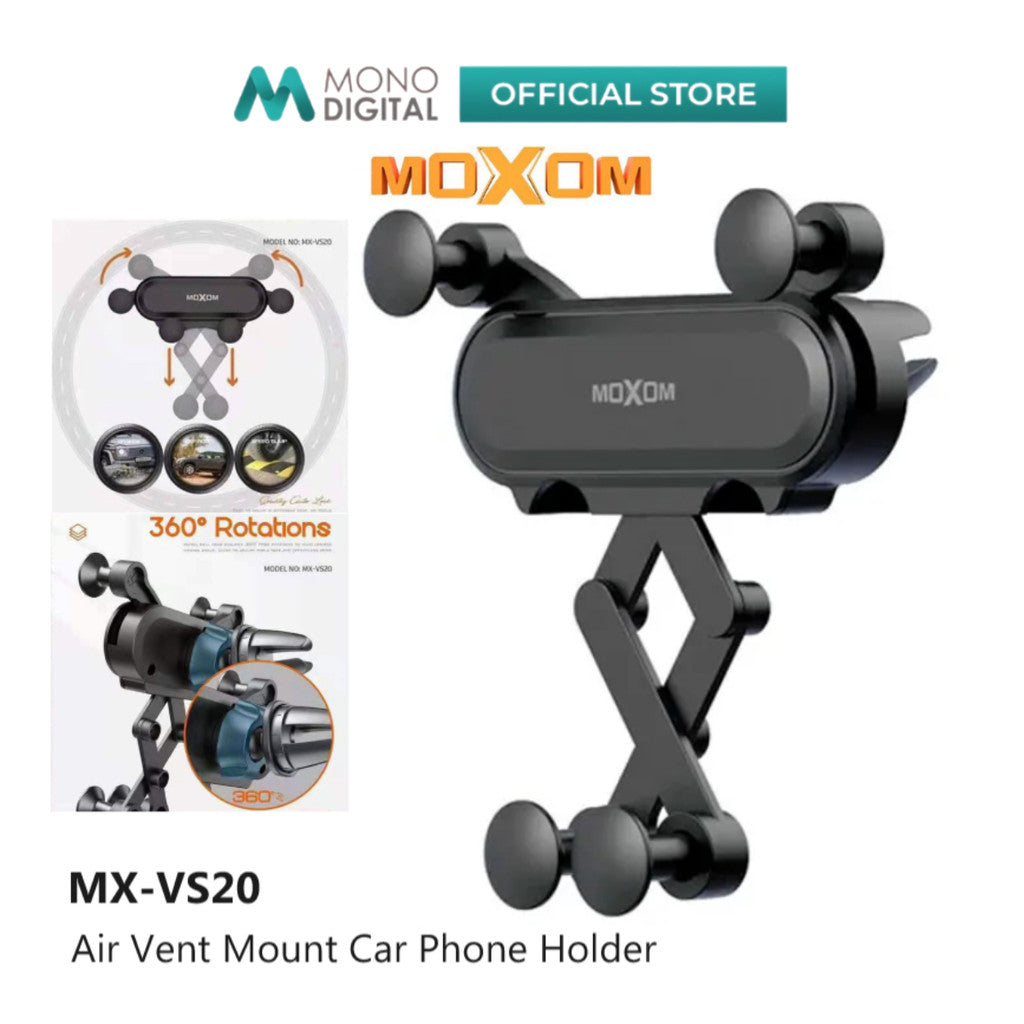 MONO
DIGITAL
OFFICIAL STORE
MOXOM
MODEL NO: MX-VS20
MOXOM
MOXOM
360° Rotations
MODEL NO: MX-VS20
360°
MX-VS20
Air Vent Mount Car Phone Holder